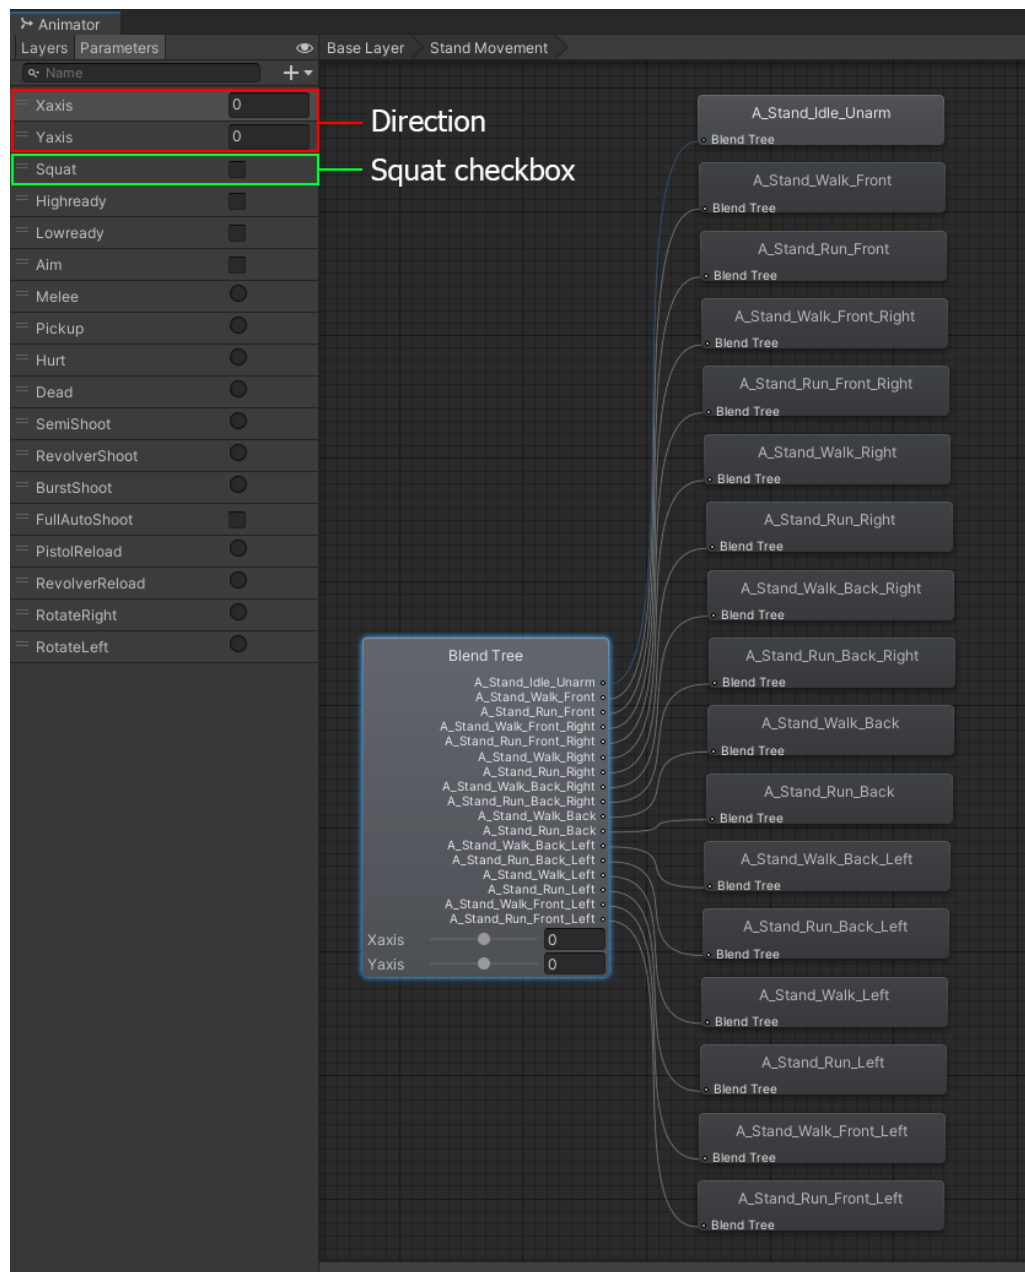 Animator
Layers Parameters Base Layer Stand Movement
Name
Xaxis 0
Yaxis 0
Direction
Squat
Squat checkbox
Highready
Lowready
Aim
Melee
Pickup
Hurt
Dead
SemiShoot
RevolverShoot
BurstShoot
FullAutoShoot
PistolReload
RevolverReload
RotateRight
RotateLeft
Blend Tree
A_Stand_Idle_Unarm
A_Stand_Walk_Front
A_Stand_Run_Front
A_Stand_Walk_Front_Right
A_Stand_Run_Front_Right
A_Stand_Walk_Right
A_Stand_Run_Right
A_Stand_Walk_Back_Right
A_Stand_Run_Back_Right
A_Stand_Walk_Back
A_Stand_Run_Back
A_Stand_Walk_Back_Left
A_Stand_Run_Back_Left
A_Stand_Walk_Left
A_Stand_Run_Left
A_Stand_Walk_Front_Left
A_Stand_Run_Front_Left
Xaxis 0
Yaxis 0
A_Stand_Idle_Unarm
Blend Tree
A_Stand_Walk_Front
Blend Tree
A_Stand_Run_Front
Blend Tree
A_Stand_Walk_Front_Right
Blend Tree
A_Stand_Run_Front_Right
Blend Tree
A_Stand_Walk_Right
Blend Tree
A_Stand_Run_Right
Blend Tree
A_Stand_Walk_Back_Right
Blend Tree
A_Stand_Run_Back_Right
Blend Tree
A_Stand_Walk_Back
Blend Tree
A_Stand_Run_Back
Blend Tree
A_Stand_Walk_Back_Left
Blend Tree
A_Stand_Run_Back_Left
Blend Tree
A_Stand_Walk_Left
Blend Tree
A_Stand_Run_Left
Blend Tree
A_Stand_Walk_Front_Left
Blend Tree
A_Stand_Run_Front_Left
Blend Tree